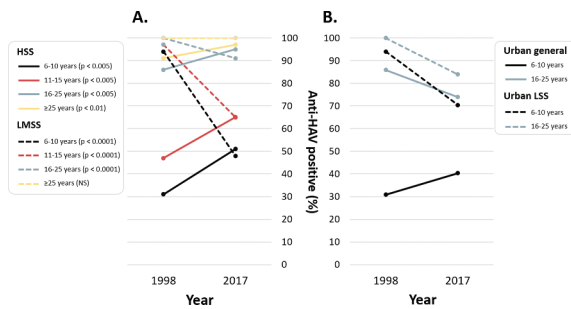 A.
B.
HSS
6-10 years (p < 0.005)
11-15 years (p < 0.005)
16-25 years (p < 0.005)
≥25 years (p < 0.01)
LMSS
6-10 years (p < 0.0001)
11-15 years (p < 0.0001)
16-25 years (p < 0.0001)
≥25 years (NS)
100
90
80
70
60
50
40
30
20
10
0
1998
2017
Year
Anti-HAV positive (%)
100
90
80
70
60
50
40
30
20
10
0
1998
2017
Year
Urban general
6-10 years
16-25 years
Urban LSS
6-10 years
16-25 years